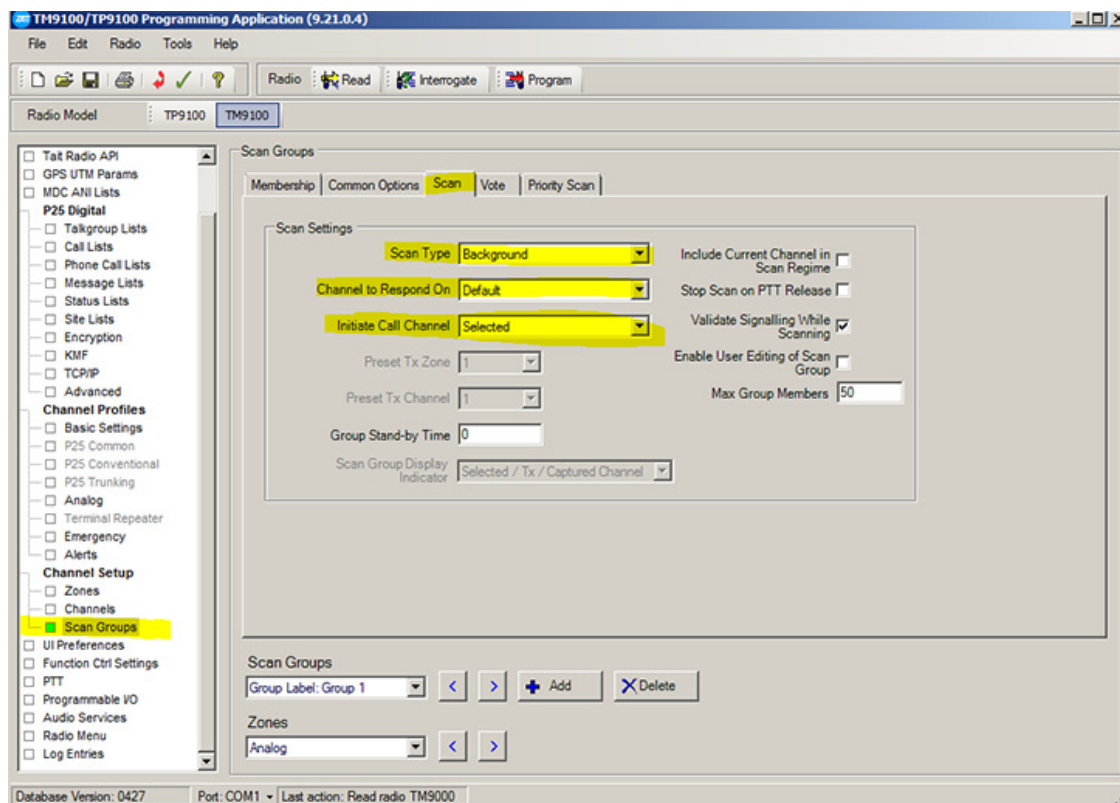 TM9100/TP9100 Programming Application (9.21.0.4)
File Edit Radio Tools Help
Radio Read Interrogate Program
Radio Model TP9100 TM9100
Tait Radio API
GPS UTM Params
MDC ANI Lists
P25 Digital
Talkgroup Lists
Call Lists
Phone Call Lists
Message Lists
Status Lists
Site Lists
Encryption
KMF
TCP/IP
Advanced
Channel Profiles
Basic Settings
P25 Common
P25 Conventional
P25 Trunking
Analog
Terminal Repeater
Emergency
Alerts
Channel Setup
Zones
Channels
Scan Groups
UI Preferences
Function Ctrl Settings
PTT
Programmable I/O
Audio Services
Radio Menu
Log Entries
Scan Groups
Membership Common Options Scan Vote Priority Scan
Scan Settings
Scan Type Background
Channel to Respond On Default
Initiate Call Channel Selected
Preset Tx Zone 1
Preset Tx Channel 1
Group Stand-by Time 0
Scan Group Display
Indicator Selected / Tx / Captured Channel
Include Current Channel in
Scan Regime
Stop Scan on PTT Release
Validate Signalling While
Scanning
Enable User Editing of Scan
Group
Max Group Members 50
Scan Groups
Group Label: Group 1 < > Add Delete
Zones
Analog < >
Database Version: 0427 Port: COM1 Last action: Read radio TM9000